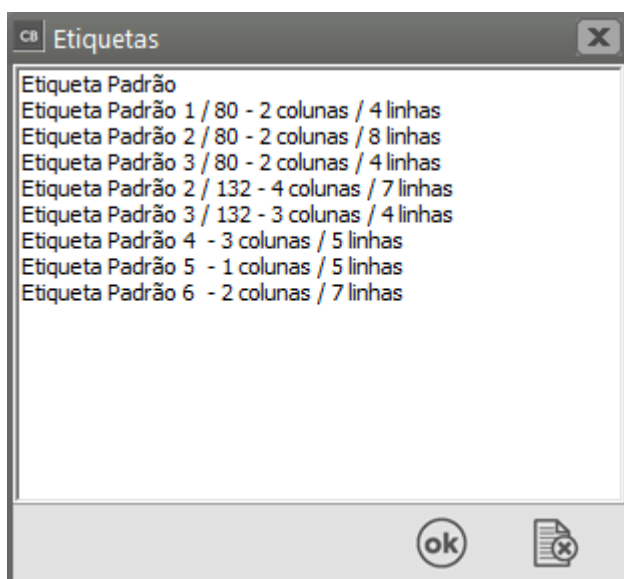 CB Etiquetas
Etiqueta Padrão
Etiqueta Padrão 1 / 80 - 2 colunas / 4 linhas
Etiqueta Padrão 2 / 80 - 2 colunas / 8 linhas
Etiqueta Padrão 3 / 80 - 2 colunas / 4 linhas
Etiqueta Padrão 2 / 132 - 4 colunas / 7 linhas
Etiqueta Padrão 3 / 132 - 3 colunas / 4 linhas
Etiqueta Padrão 4  - 3 colunas / 5 linhas
Etiqueta Padrão 5  - 1 colunas / 5 linhas
Etiqueta Padrão 6  - 2 colunas / 7 linhas
ok